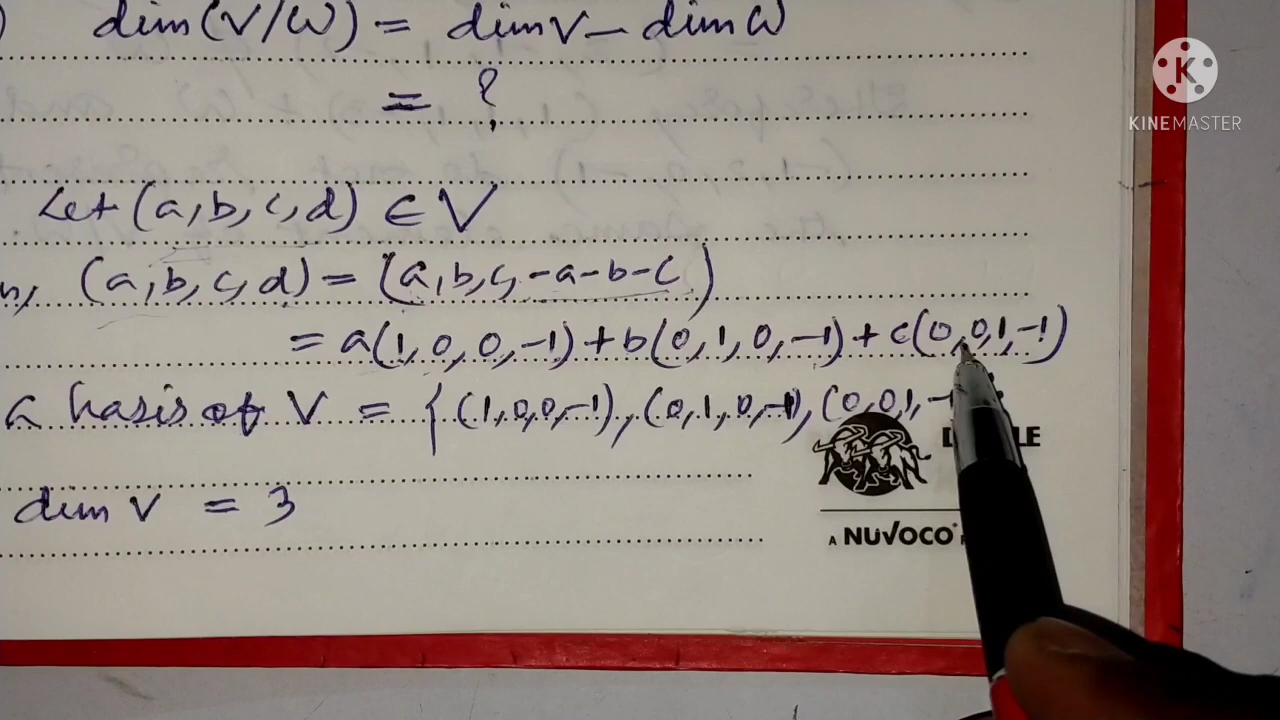 ) dim(V/W) = dimV - dimW
= ?
Let (a,b,c,d) ∈ V
(a,b,c,d) = (a,b,c,-a-b-c)
= a(1,0,0,-1)+b(0,1,0,-1)+c(0,0,1,-1)
a basis of V = {(1,0,0,-1),(0,1,0,-1),(0,0,1,-
dim V = 3
A NUVOCO
K
KINEMASTER